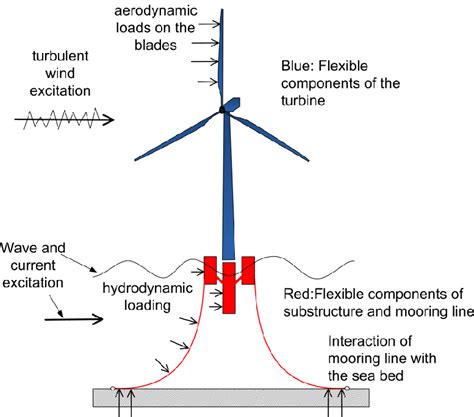 aerodynamic
loads on the
blades
turbulent
wind
excitation
Blue: Flexible
components of the
turbine
Wave and
current
excitation
hydrodynamic
loading
Red:Flexible components of
substructure and mooring line
Interaction of
mooring line with
the sea bed